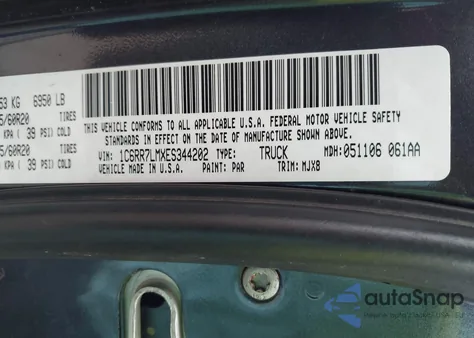 53 KG 6950 LB
5/60R20 TIRES
KPA ( 39 PSI) COLD
5/60R20 TIRES
KPA ( 39 PSI) COLD
THIS VEHICLE CONFORMS TO ALL APPLICABLE U.S.A. FEDERAL MOTOR VEHICLE SAFETY
STANDARDS IN EFFECT ON THE DATE OF MANUFACTURE SHOWN ABOVE.
VIN: 1C6RR7LMXES344202 TYPE: TRUCK MDH: 051106 061AA
VEHICLE MADE IN U.S.A. PAINT: PAR TRIM: MJX8
autoSnap